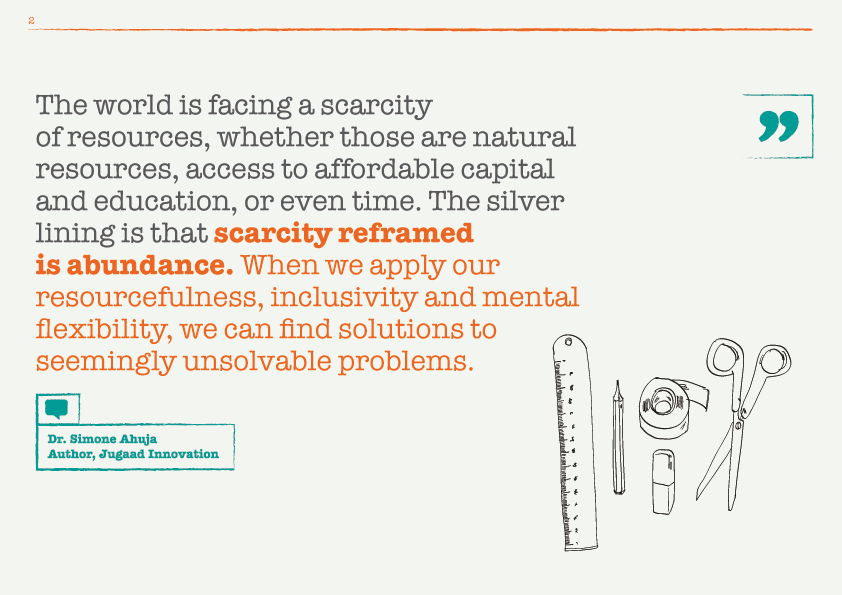 2
The world is facing a scarcity
of resources, whether those are natural
resources, access to affordable capital
and education, or even time. The silver
lining is that scarcity reframed
is abundance. When we apply our
resourcefulness, inclusivity and mental
flexibility, we can find solutions to
seemingly unsolvable problems.
”
Dr. Simone Ahuja
Author, Jugaad Innovation